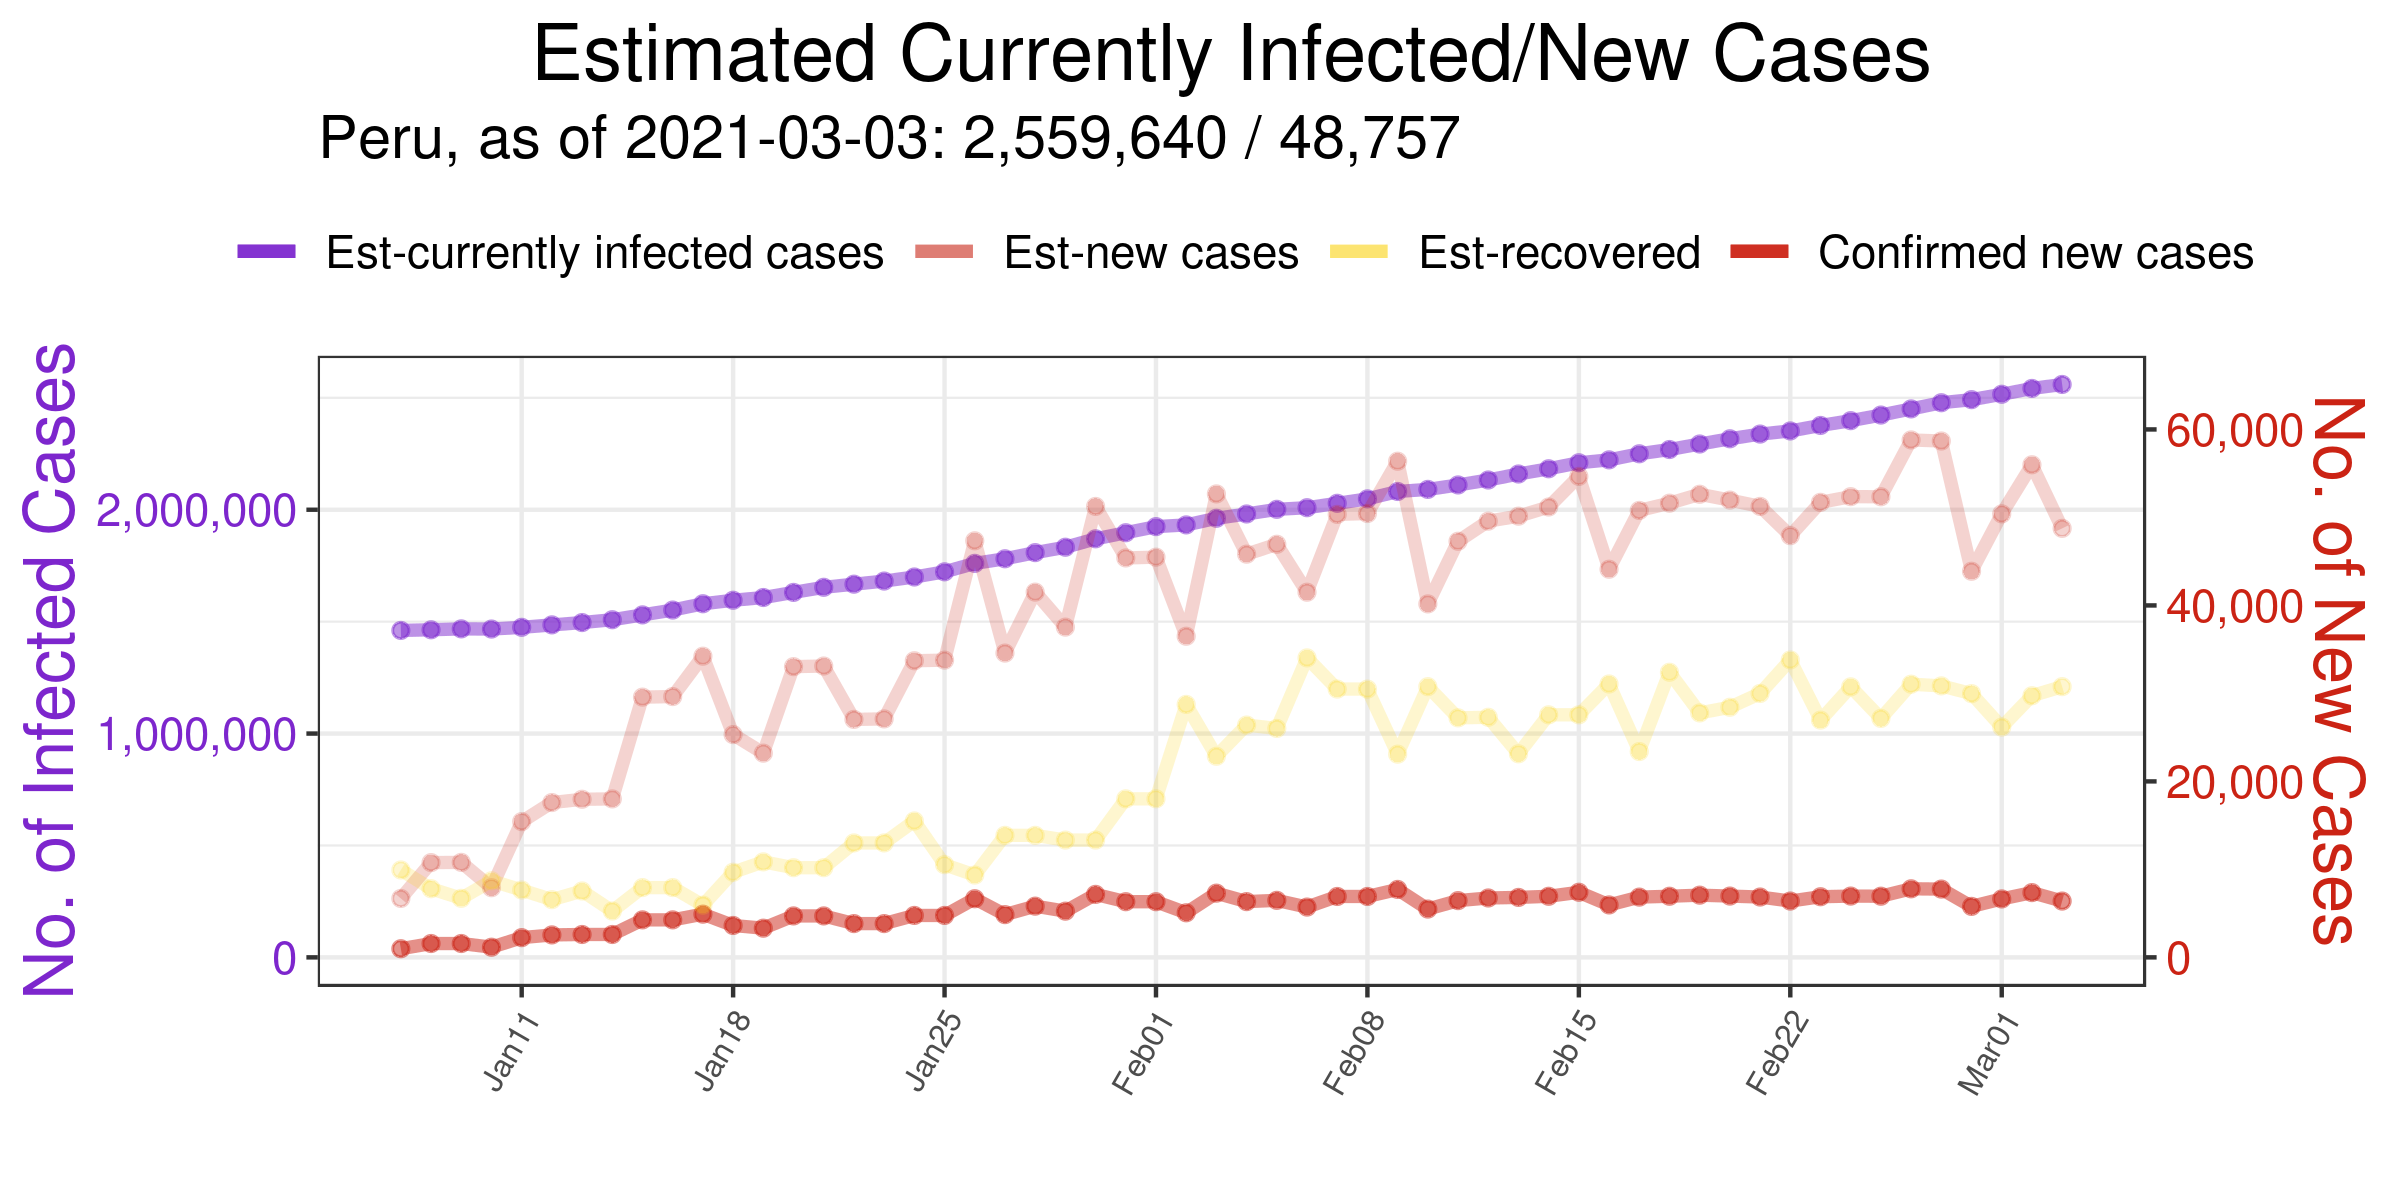 Estimated Currently Infected/New Cases
Peru, as of 2021-03-03: 2,559,640 / 48,757
Est-currently infected cases Est-new cases Est-recovered Confirmed new cases
No. of Infected Cases
2,000,000
1,000,000
0
60,000
40,000
20,000
0
No. of New Cases
Jan11 Jan18 Jan25 Feb01 Feb08 Feb15 Feb22 Mar01